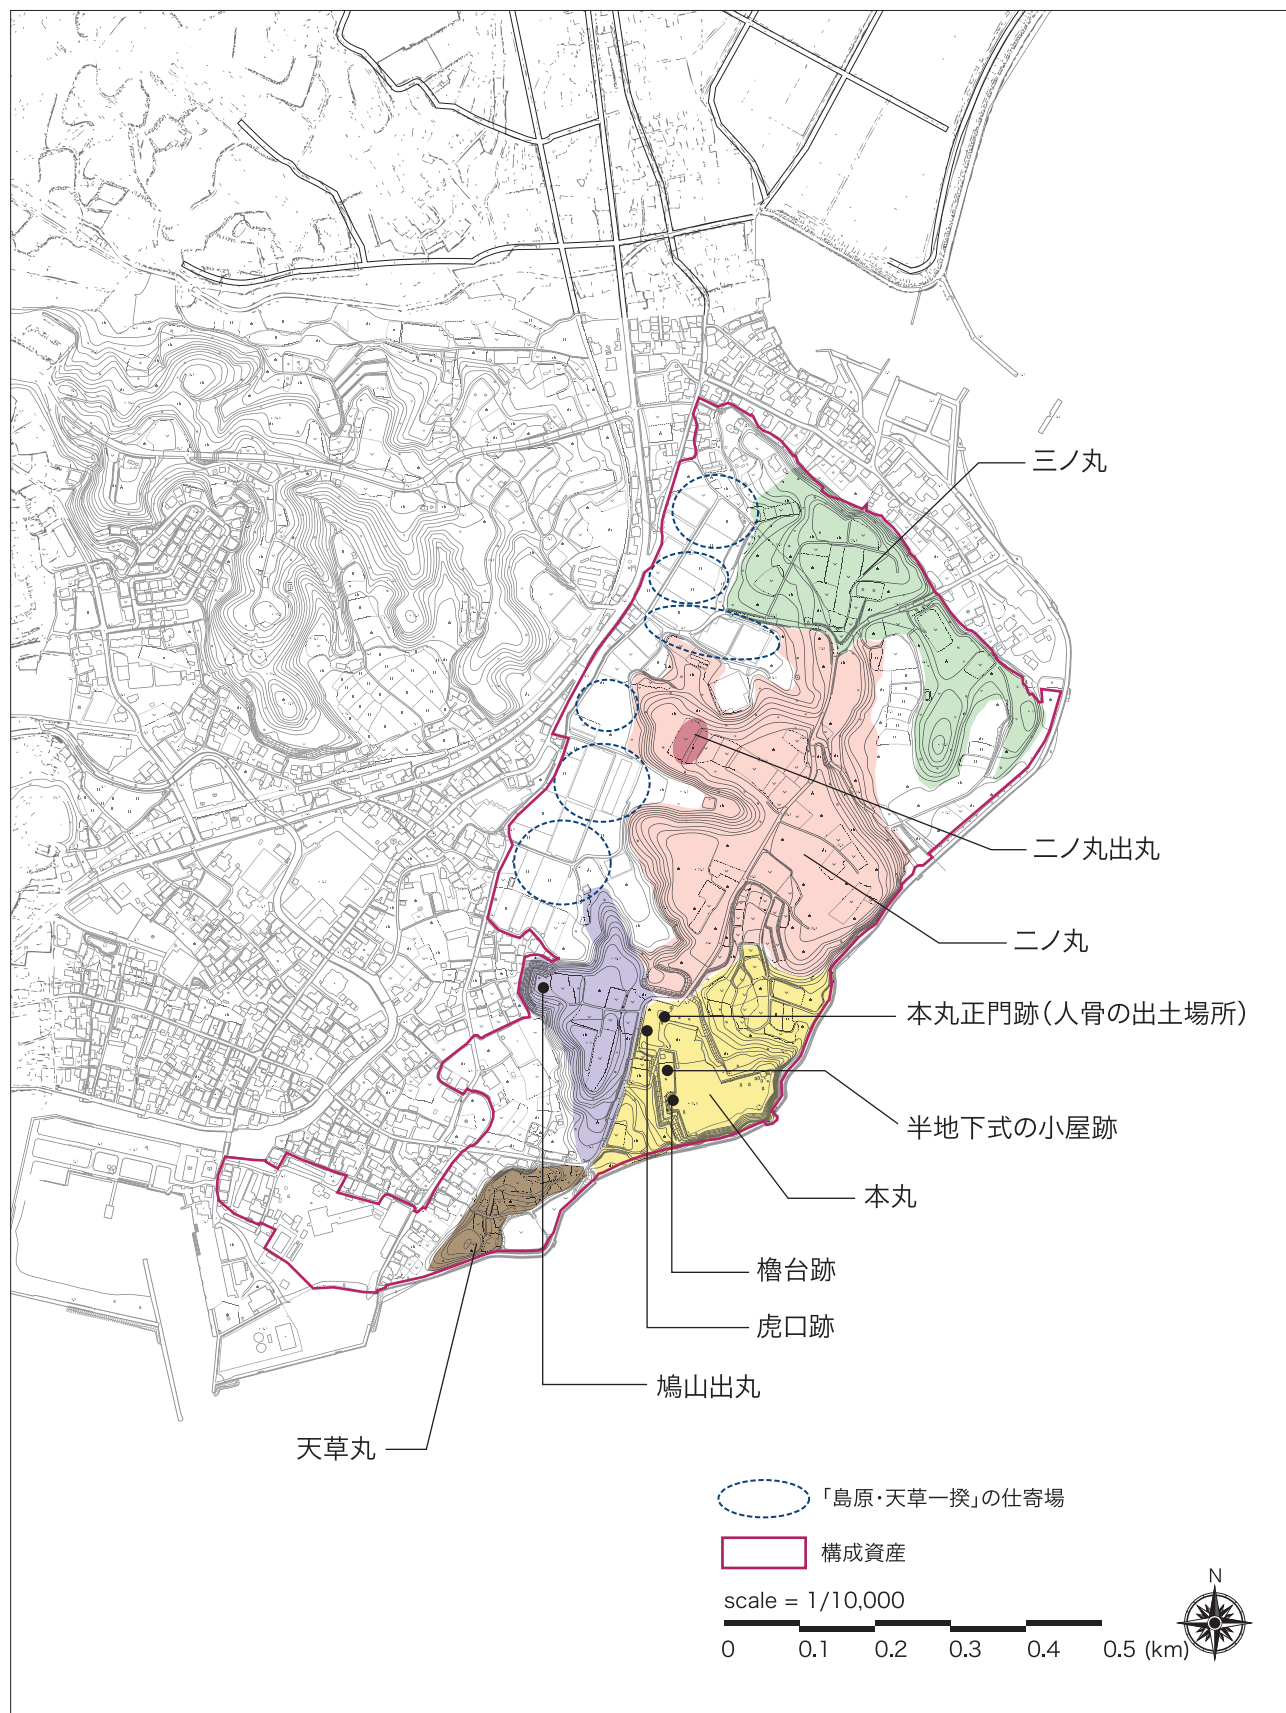 三ノ丸
二ノ丸出丸
二ノ丸
本丸正門跡（人骨の出土場所）
半地下式の小屋跡
本丸
櫓台跡
虎口跡
鳩山出丸
天草丸
「島原・天草一揆」の仕寄場
構成資産
scale = 1/10,000
0 0.1 0.2 0.3 0.4 0.5 (km)
N